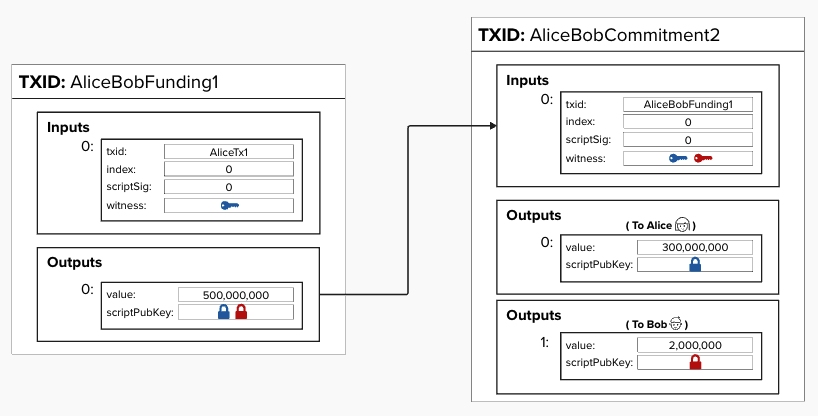 TXID: AliceBobFunding1
Inputs
0:
txid: AliceTx1
index: 0
scriptSig: 0
witness:
Outputs
0:
value: 500,000,000
scriptPubKey:
TXID: AliceBobCommitment2
Inputs
0:
txid: AliceBobFunding1
index: 0
scriptSig: 0
witness:
Outputs
( To Alice )
0:
value: 300,000,000
scriptPubKey:
Outputs
( To Bob )
1:
value: 2,000,000
scriptPubKey: